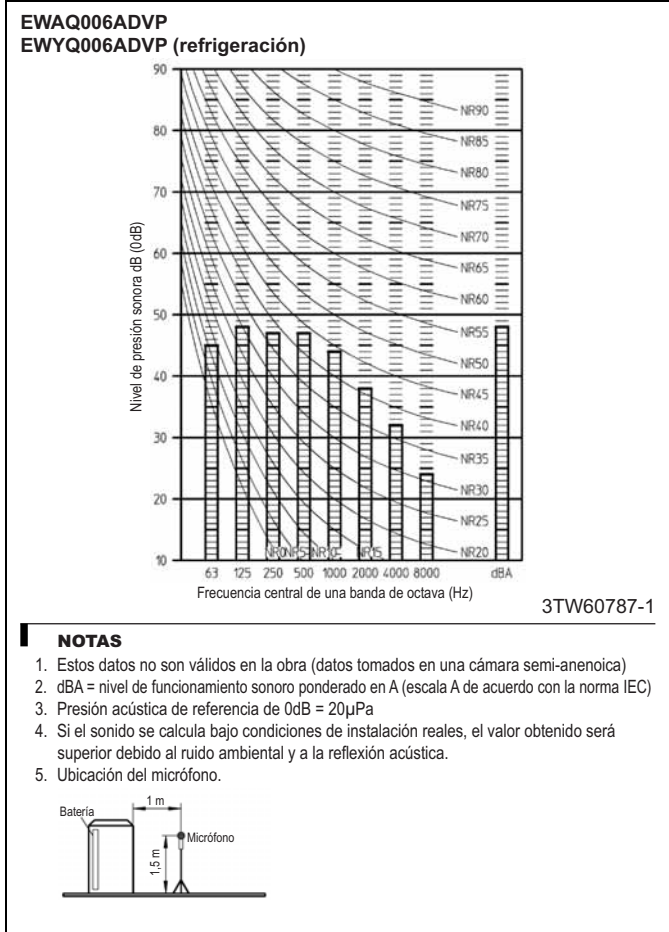 EWAQ006ADVP
EWYQ006ADVP (refrigeración)
90
80
70
60
50
40
30
20
10
Nivel de presión sonora dB (0dB)
NR90
NR85
NR80
NR75
NR70
NR65
NR60
NR55
NR50
NR45
NR40
NR35
NR30
NR25
NR20
NR0 NR5 NR10 NR15
63 125 250 500 1000 2000 4000 8000 dBA
Frecuencia central de una banda de octava (Hz)
3TW60787-1
NOTAS
1. Estos datos no son válidos en la obra (datos tomados en una cámara semi-anenoica)
2. dBA = nivel de funcionamiento sonoro ponderado en A (escala A de acuerdo con la norma IEC)
3. Presión acústica de referencia de 0dB = 20µPa
4. Si el sonido se calcula bajo condiciones de instalación reales, el valor obtenido será
superior debido al ruido ambiental y a la reflexión acústica.
5. Ubicación del micrófono.
Batería
1 m
Micrófono
1,5 m